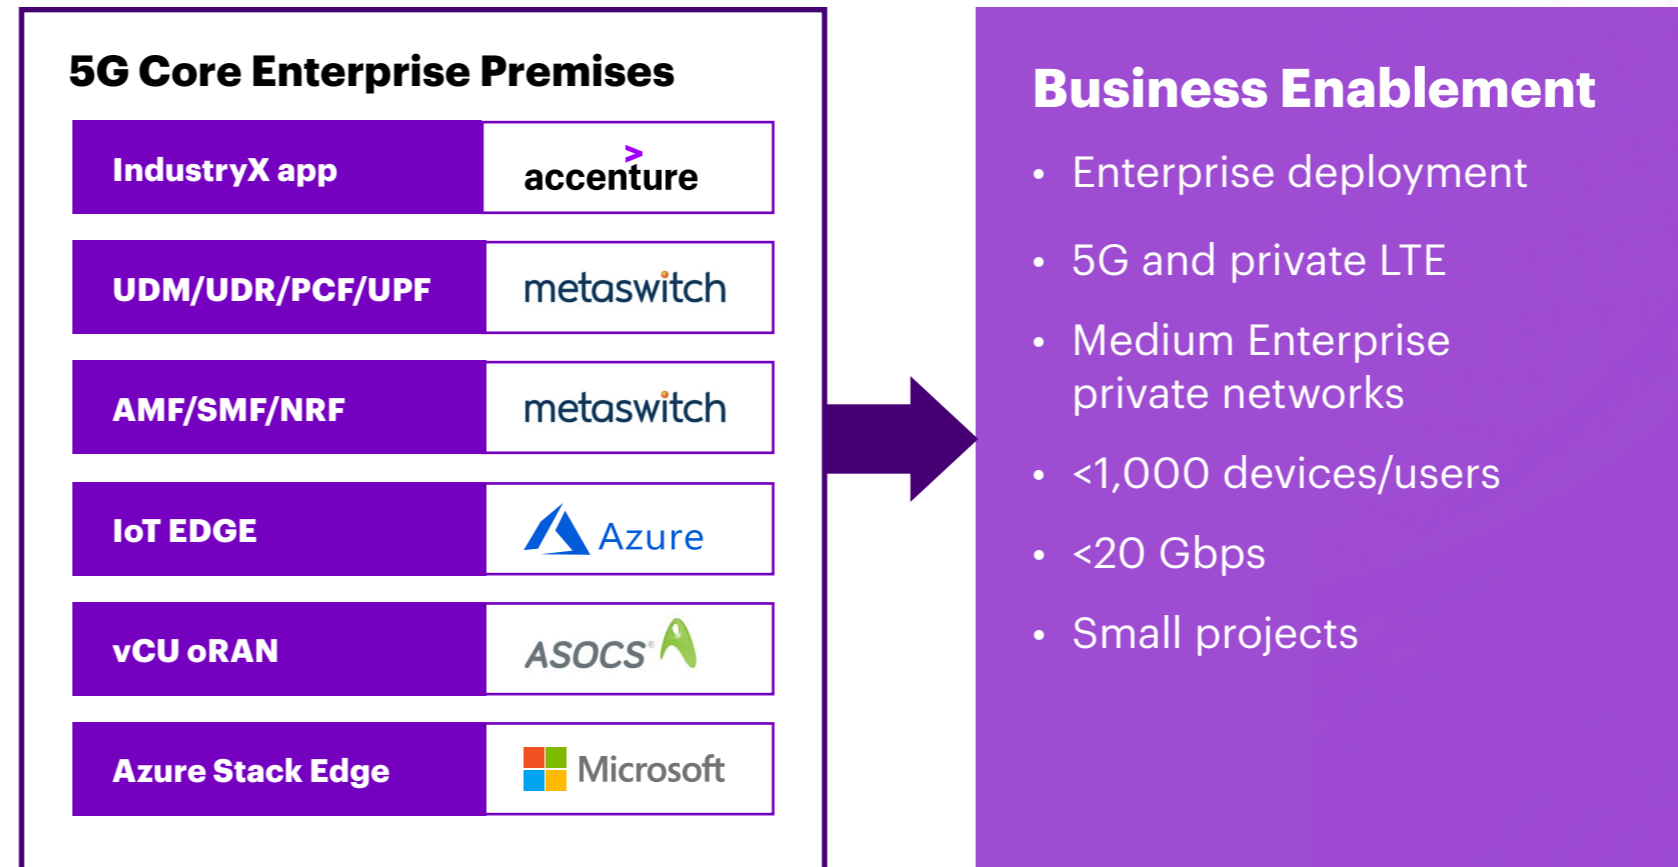 5G Core Enterprise Premises
IndustryX app
accenture
UDM/UDR/PCF/UPF
metaswitch
AMF/SMF/NRF
metaswitch
IoT EDGE
Azure
vCU oRAN
ASOCS®
Azure Stack Edge
Microsoft
Business Enablement
• Enterprise deployment
• 5G and private LTE
• Medium Enterprise
private networks
• <1,000 devices/users
• <20 Gbps
• Small projects